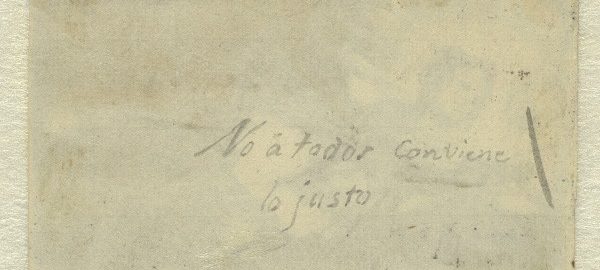 No á todos conviene
lo justo